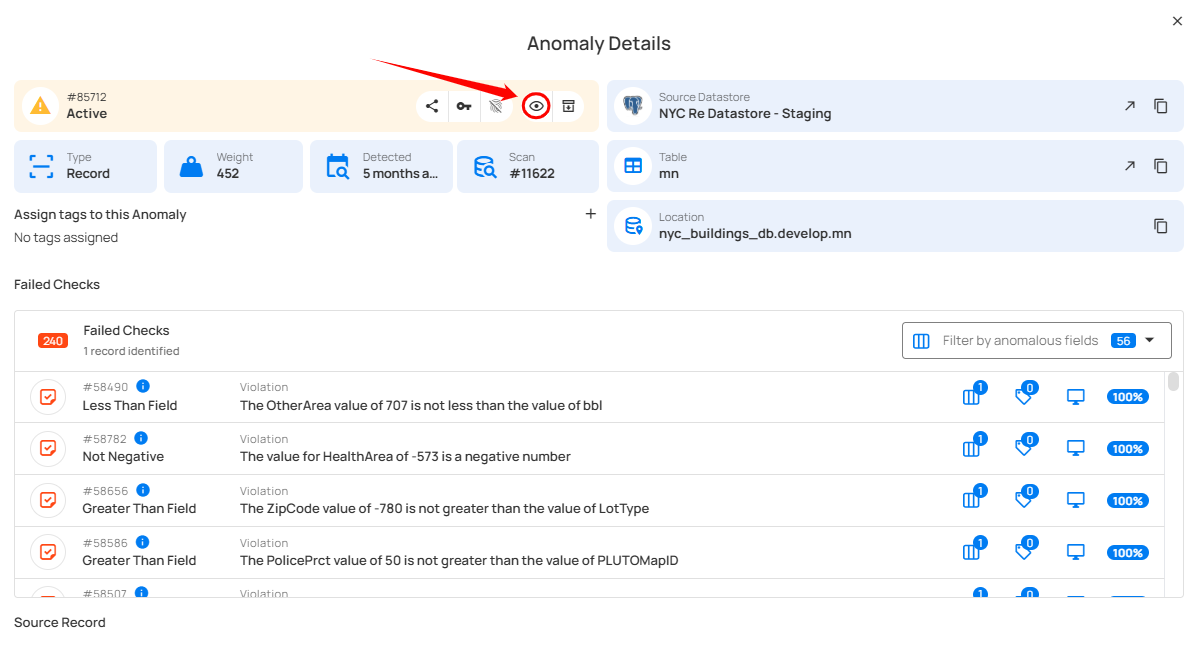 Anomaly Details
#85712
Active
Source Datastore
NYC Re Datastore - Staging
Type
Record
Weight
452
Detected
5 months a...
Scan
#11622
Table
mn
Assign tags to this Anomaly
No tags assigned
Location
nyc_buildings_db.develop.mn
Failed Checks
240
Failed Checks
1 record identified
Filter by anomalous fields 56
#58490
Less Than Field
Violation
The OtherArea value of 707 is not less than the value of bbl
1
0
100%
#58782
Not Negative
Violation
The value for HealthArea of -573 is a negative number
1
0
100%
#58656
Greater Than Field
Violation
The ZipCode value of -780 is not greater than the value of LotType
1
0
100%
#58586
Greater Than Field
Violation
The PolicePrct value of 50 is not greater than the value of PLUTOMapID
1
0
100%
#58507
Violation
1
0
Source Record